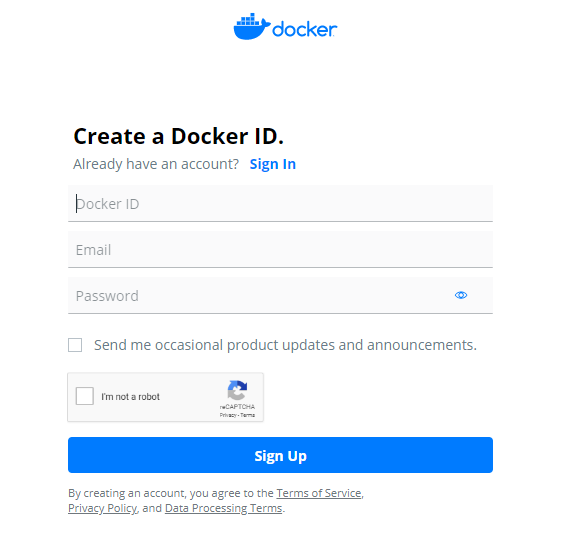 docker
Create a Docker ID.
Already have an account? Sign In
Docker ID
Email
Password
Send me occasional product updates and announcements.
I'm not a robot
reCAPTCHA
Privacy - Terms
Sign Up
By creating an account, you agree to the Terms of Service,
Privacy Policy, and Data Processing Terms.